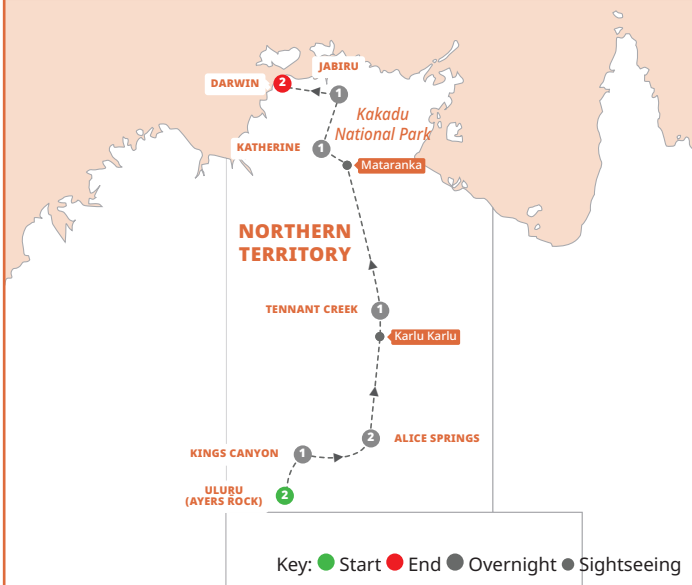 JABIRU
DARWIN
2
1
Kakadu
National Park
KATHERINE
1
Mataranka
NORTHERN
TERRITORY
TENNANT CREEK
1
Karlu Karlu
2
ALICE SPRINGS
KINGS CANYON
1
ULURU
(AYERS ROCK)
2
Key: Start End Overnight Sightseeing